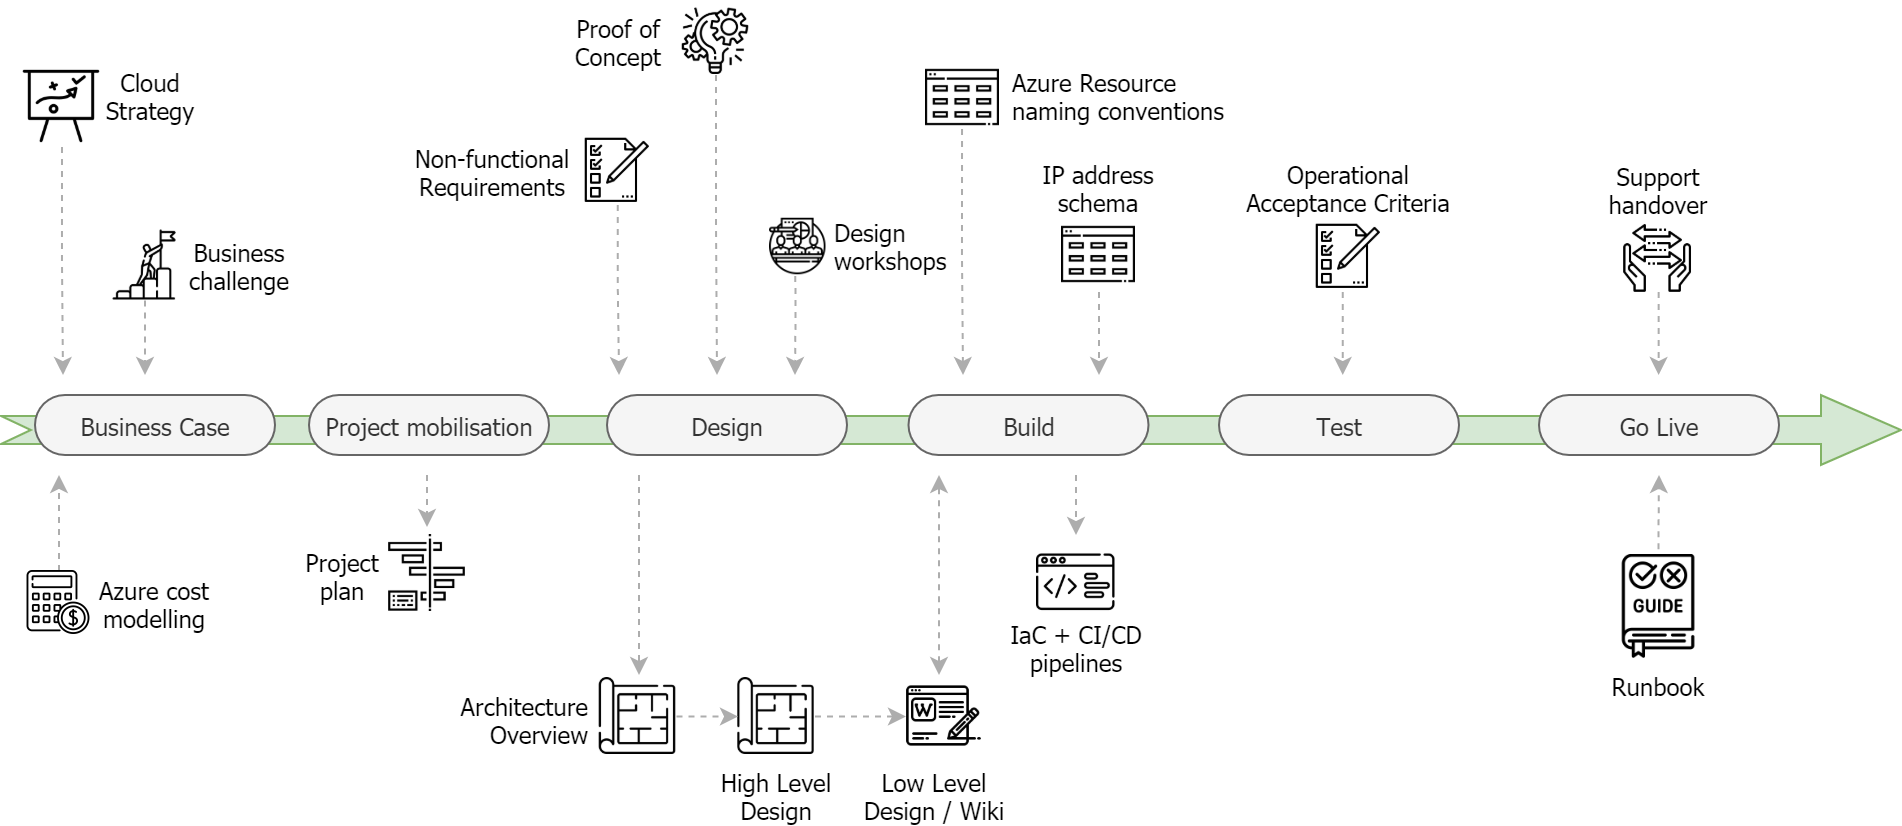 Proof of
Concept
Cloud
Strategy
Azure Resource
naming conventions
Non-functional
Requirements
IP address
schema
Operational
Acceptance Criteria
Support
handover
Business
challenge
Design
workshops
Business Case
Project mobilisation
Design
Build
Test
Go Live
Azure cost
modelling
$
Project
plan
</>
IaC + CI/CD
pipelines
GUIDE
Runbook
Architecture
Overview
W
High Level
Design
Low Level
Design / Wiki